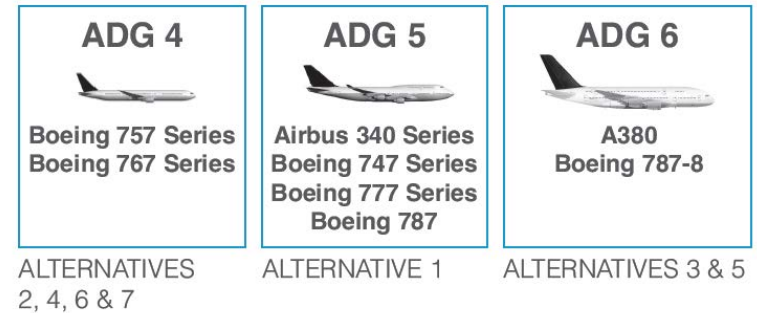 ADG 4
Boeing 757 Series
Boeing 767 Series
ALTERNATIVES
2, 4, 6 & 7
ADG 5
Airbus 340 Series
Boeing 747 Series
Boeing 777 Series
Boeing 787
ALTERNATIVE 1
ADG 6
A380
Boeing 787-8
ALTERNATIVES 3 & 5